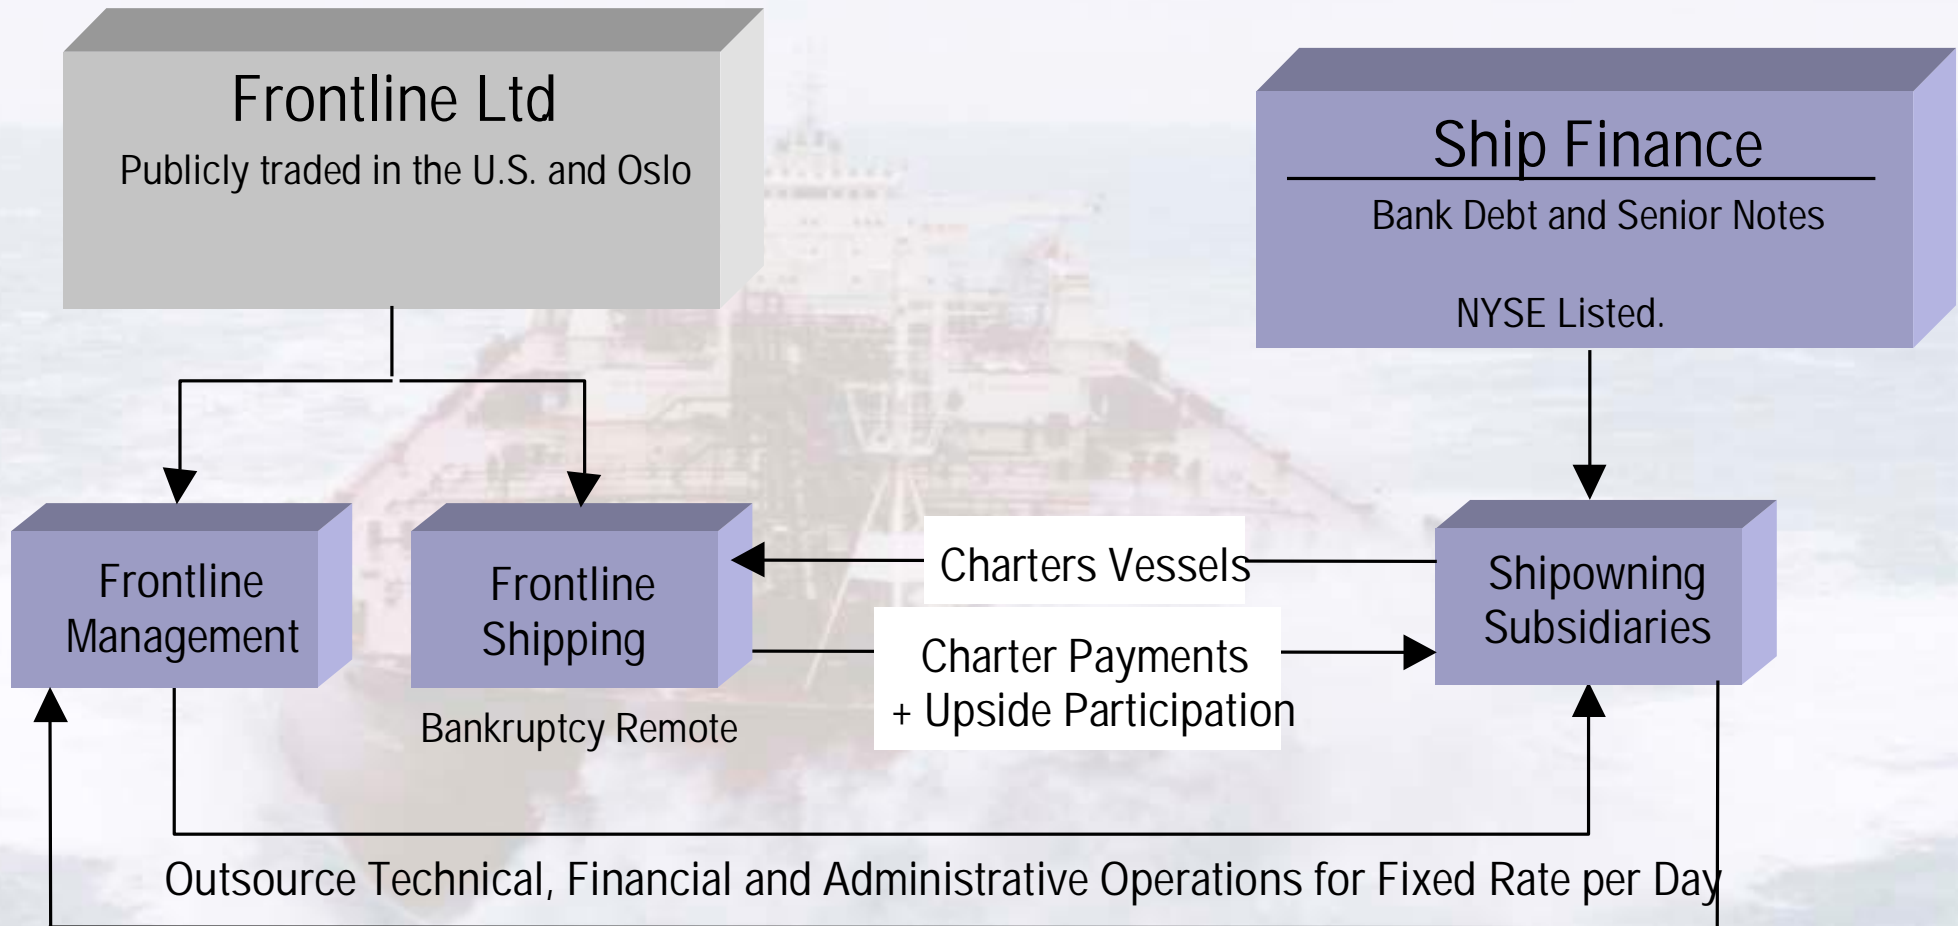 Frontline Ltd
Publicly traded in the U.S. and Oslo
Ship Finance
Bank Debt and Senior Notes
NYSE Listed.
Frontline
Management
Frontline
Shipping
Bankruptcy Remote
Charters Vessels
Charter Payments
+ Upside Participation
Shipowning
Subsidiaries
Outsource Technical, Financial and Administrative Operations for Fixed Rate per Day